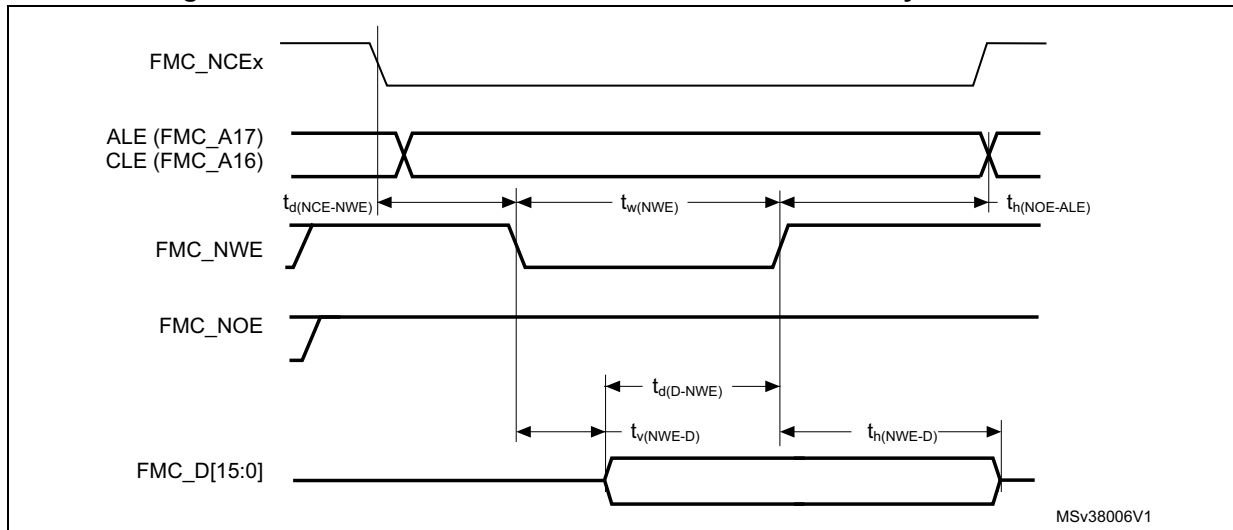 FMC_NCEx
ALE (FMC_A17)
CLE (FMC_A16)
td(NCE-NWE)
tw(NWE)
th(NOE-ALE)
FMC_NWE
FMC_NOE
td(D-NWE)
tv(NWE-D)
th(NWE-D)
FMC_D[15:0]
MSv38006V1